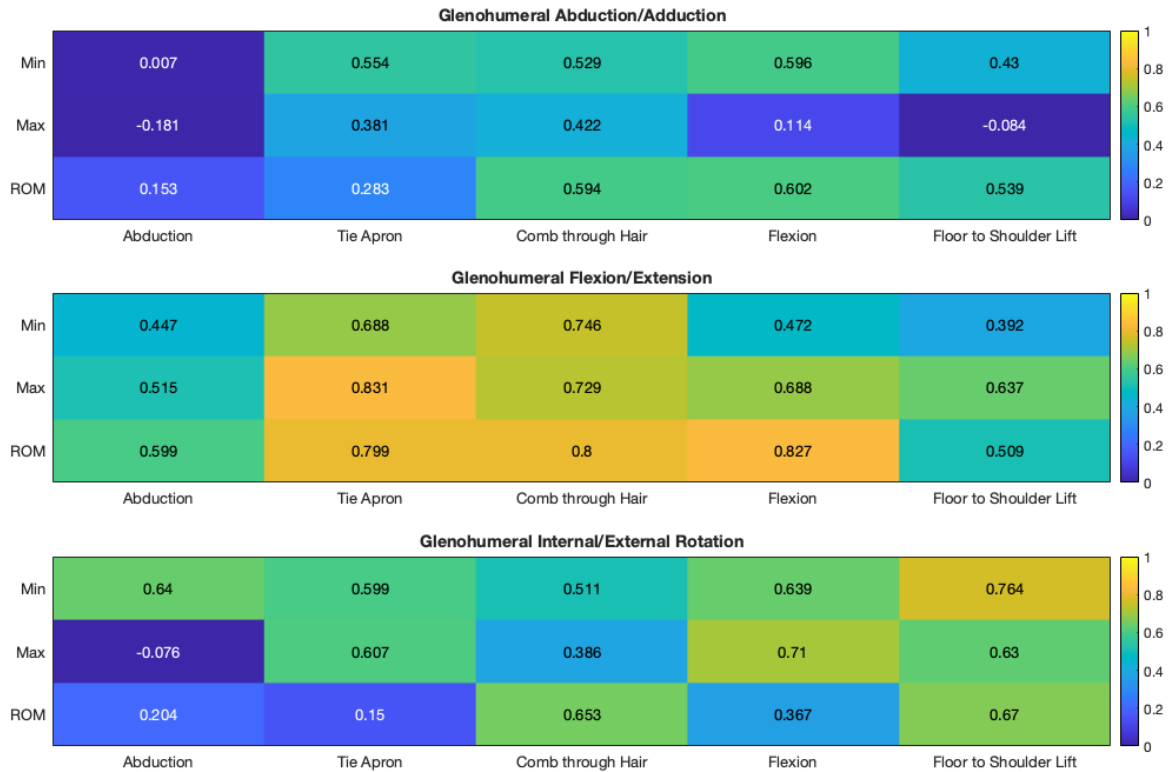 Glenohumeral Abduction/Adduction
Min 0.007 0.554 0.529 0.596 0.43
Max -0.181 0.381 0.422 0.114 -0.084
ROM 0.153 0.283 0.594 0.602 0.539
Abduction Tie Apron Comb through Hair Flexion Floor to Shoulder Lift
1
0.8
0.6
0.4
0.2
0
Glenohumeral Flexion/Extension
Min 0.447 0.688 0.746 0.472 0.392
Max 0.515 0.831 0.729 0.688 0.637
ROM 0.599 0.799 0.8 0.827 0.509
Abduction Tie Apron Comb through Hair Flexion Floor to Shoulder Lift
1
0.8
0.6
0.4
0.2
0
Glenohumeral Internal/External Rotation
Min 0.64 0.599 0.511 0.639 0.764
Max -0.076 0.607 0.386 0.71 0.63
ROM 0.204 0.15 0.653 0.367 0.67
Abduction Tie Apron Comb through Hair Flexion Floor to Shoulder Lift
1
0.8
0.6
0.4
0.2
0